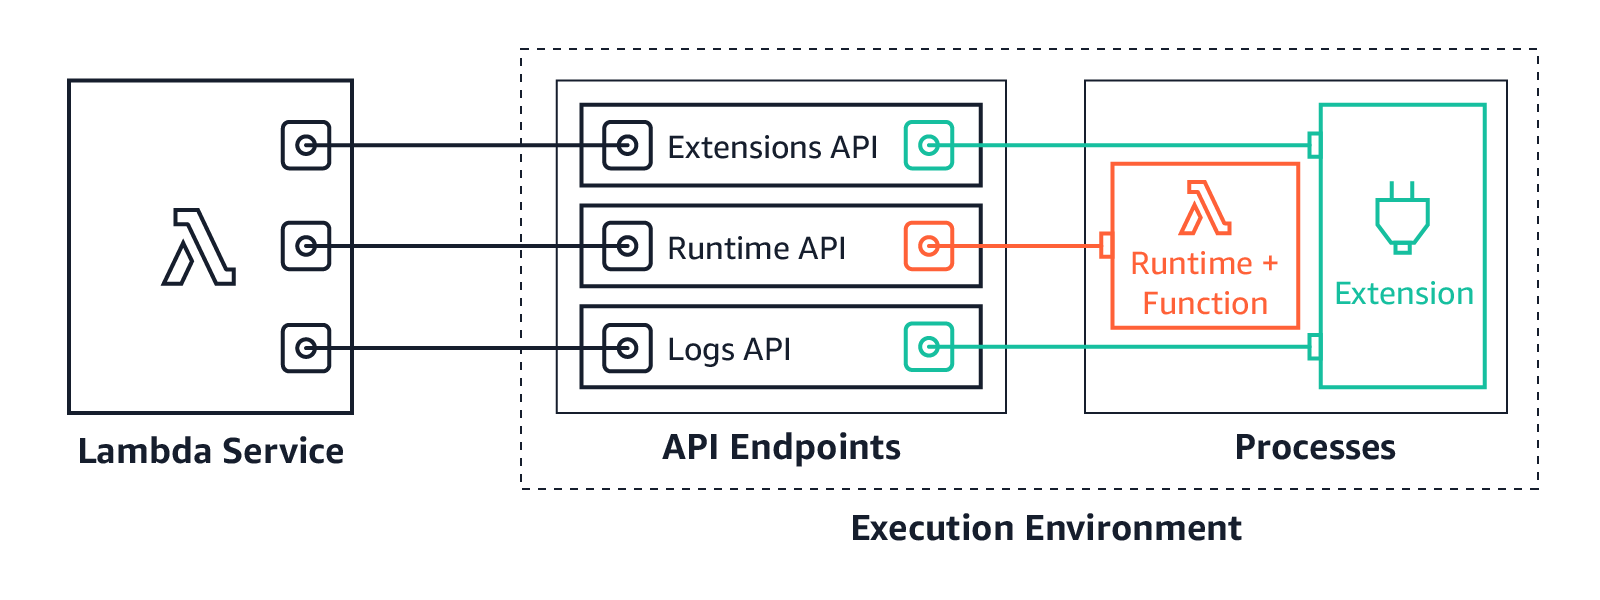 Extensions API
Runtime API
Logs API
Runtime +
Function
Extension
Lambda Service
API Endpoints
Processes
Execution Environment